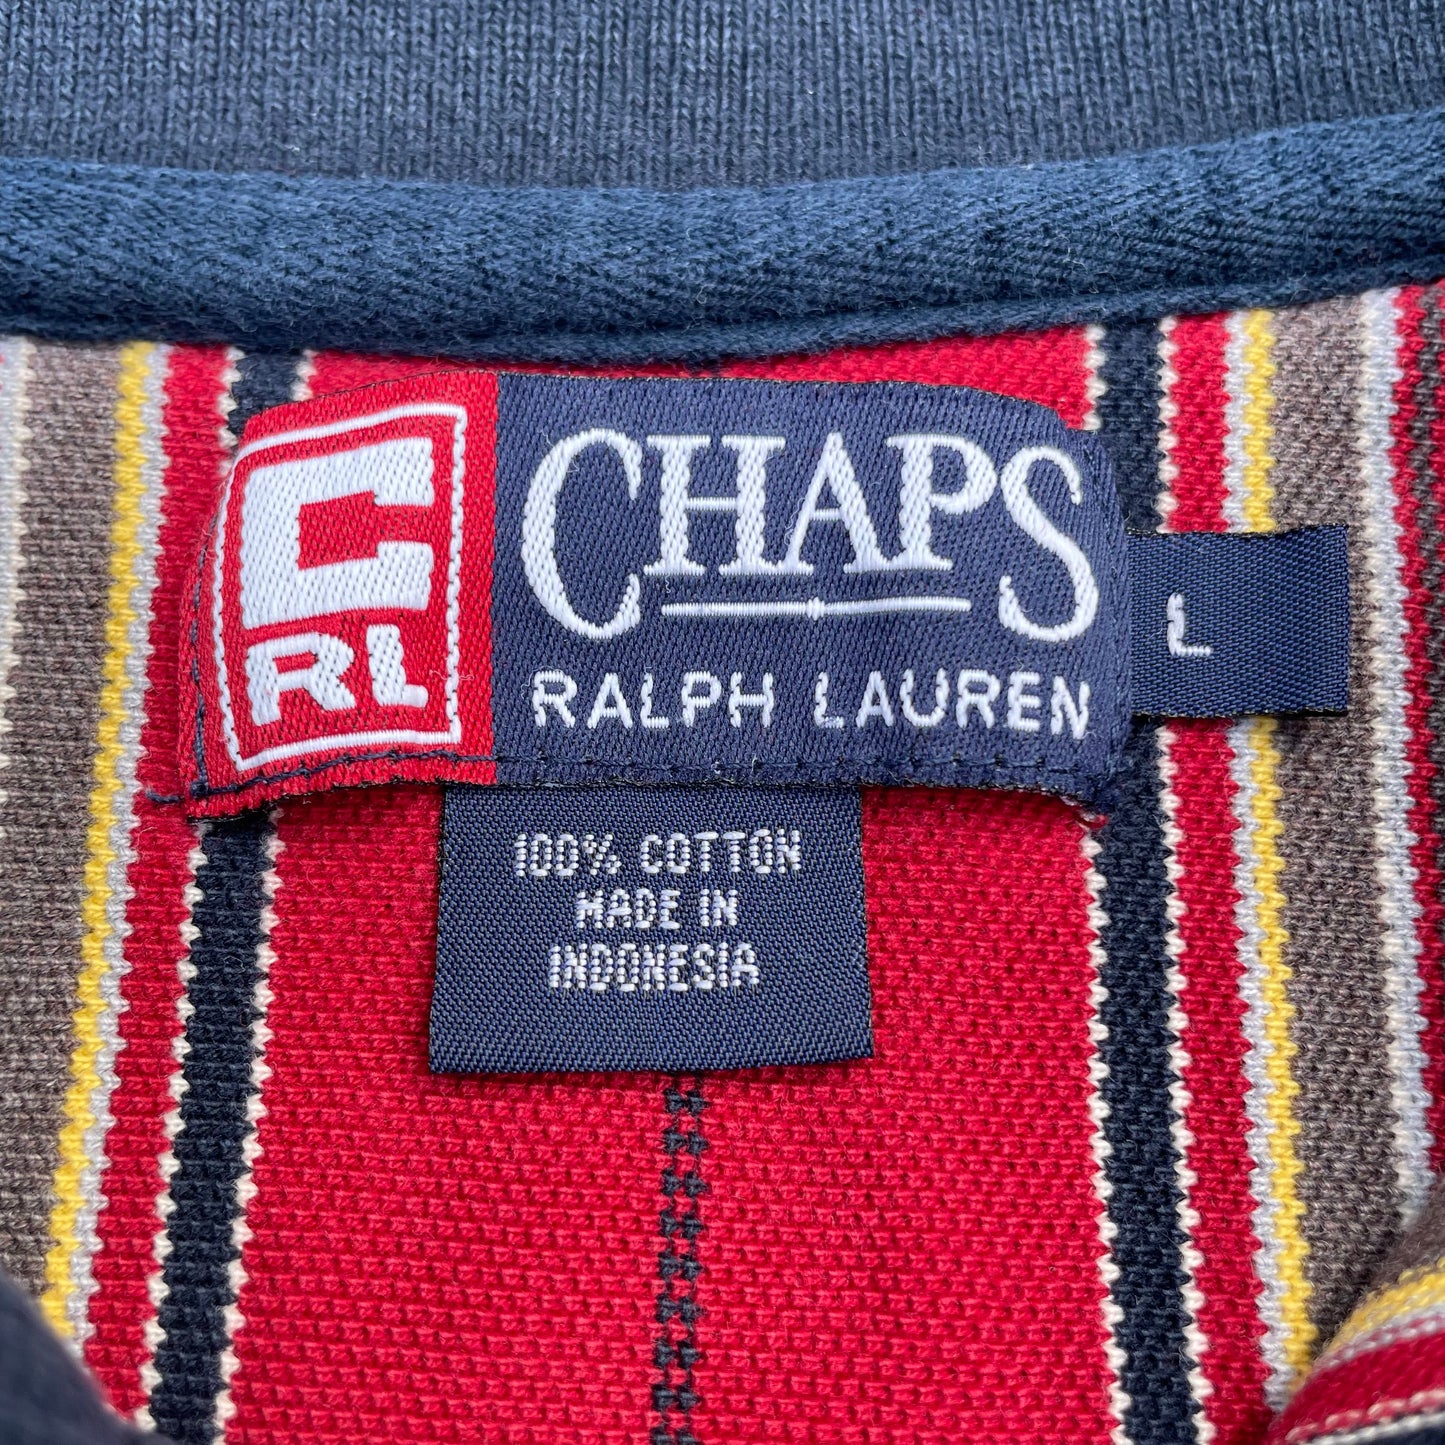 C
RL
CHAPS
RALPH LAUREN
L
100% COTTON
MADE IN
INDONESIA